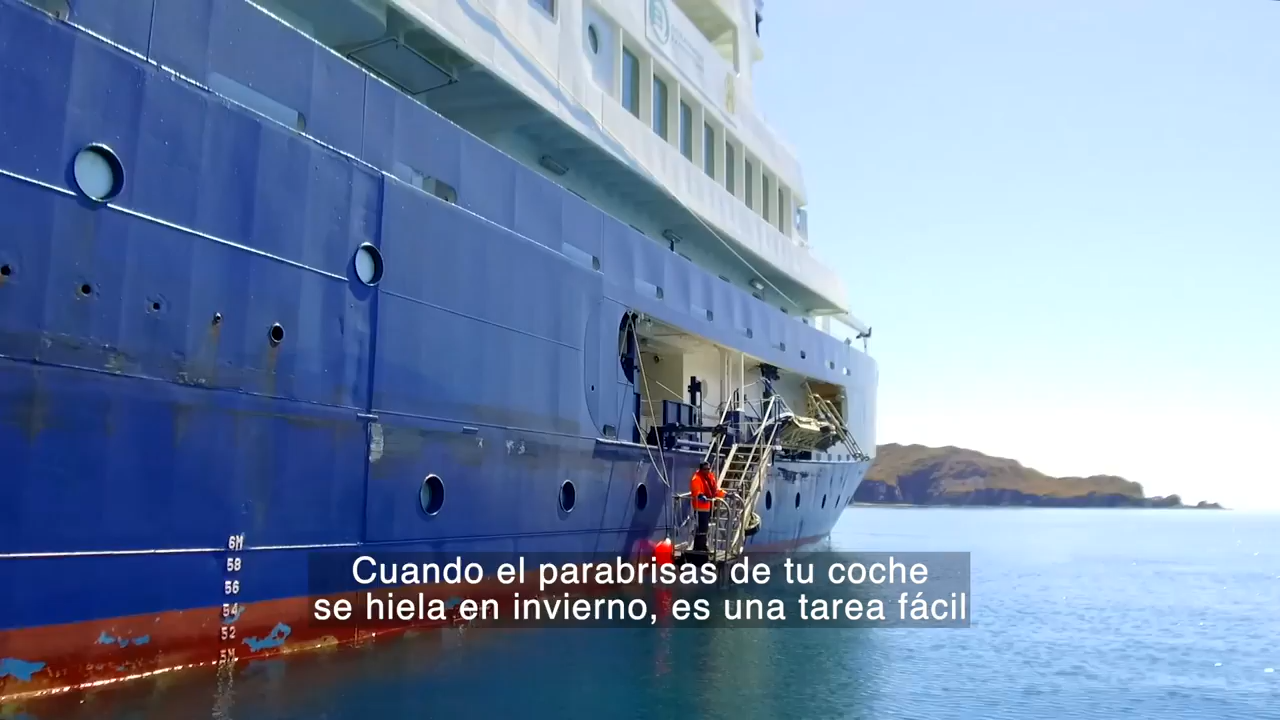 6M
58
56
54
52
5M
Cuando el parabrisas de tu coche
se hiela en invierno, es una tarea fácil